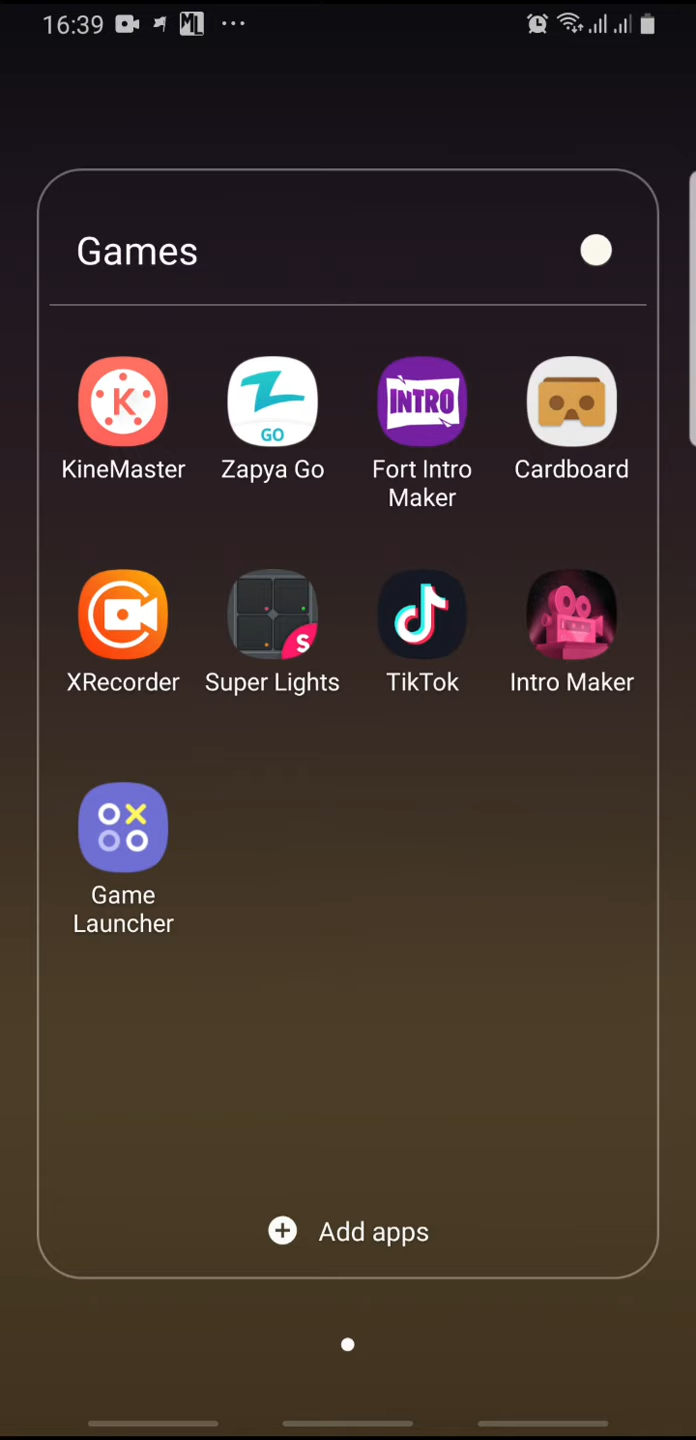 16:39 ML
Games
K
GO
INTRO
KineMaster
Zapya Go
Fort Intro
Maker
Cardboard
S
XRecorder
Super Lights
TikTok
Intro Maker
Game
Launcher
Add apps